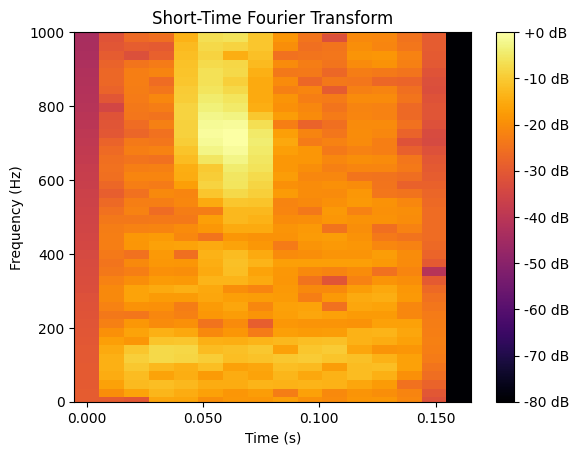 Short-Time Fourier Transform
1000
800
600
400
200
0
Frequency (Hz)
0.000
0.050
0.100
0.150
Time (s)
+0 dB
-10 dB
-20 dB
-30 dB
-40 dB
-50 dB
-60 dB
-70 dB
-80 dB